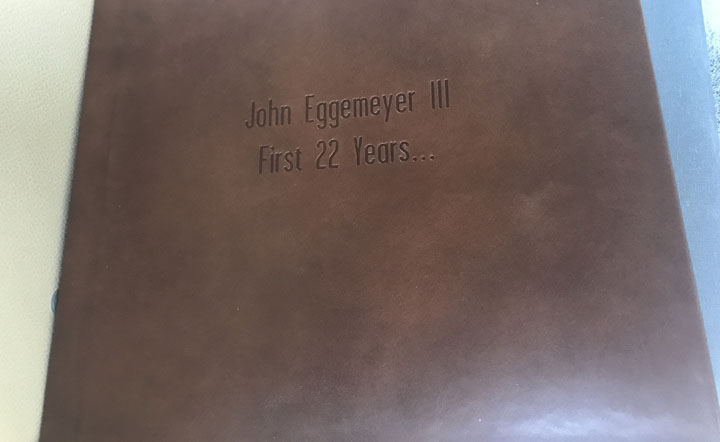 John Eggemeyer III
First 22 Years...